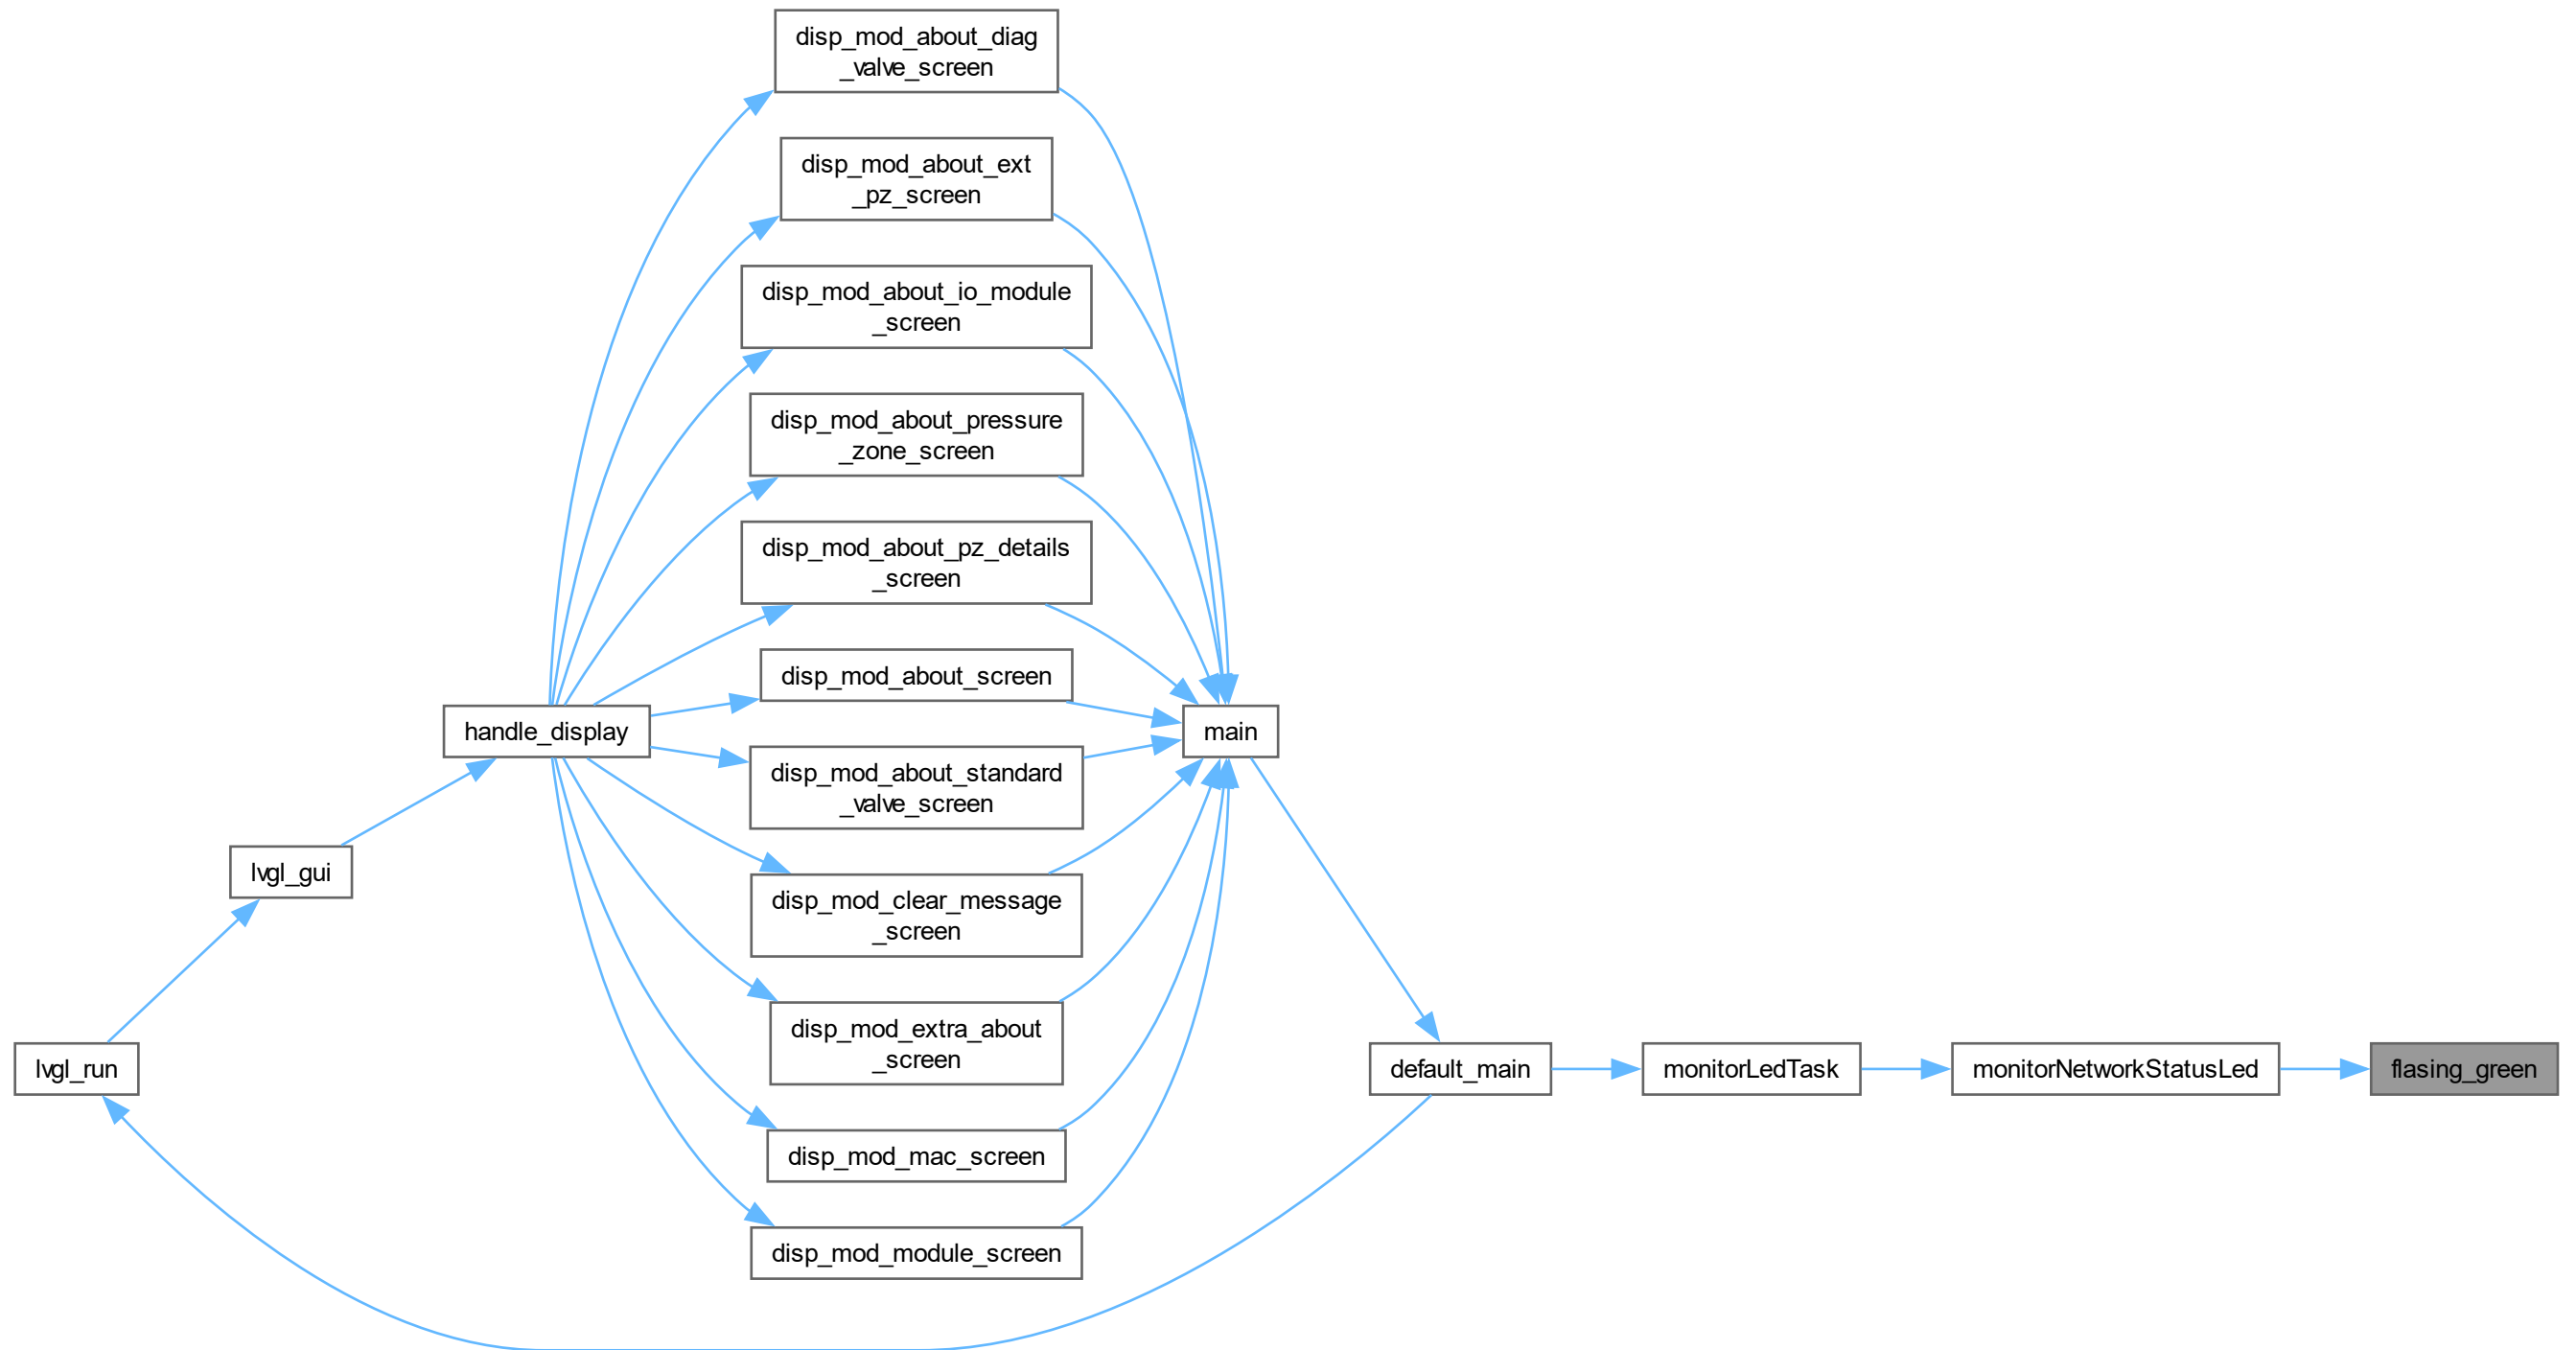 disp_mod_about_diag
_valve_screen
disp_mod_about_ext
_pz_screen
disp_mod_about_io_module
_screen
disp_mod_about_pressure
_zone_screen
disp_mod_about_pz_details
_screen
disp_mod_about_screen
handle_display
main
disp_mod_about_standard
_valve_screen
lvgl_gui
disp_mod_clear_message
_screen
disp_mod_extra_about
_screen
lvgl_run
default_main
monitorLedTask
monitorNetworkStatusLed
flasing_green
disp_mod_mac_screen
disp_mod_module_screen